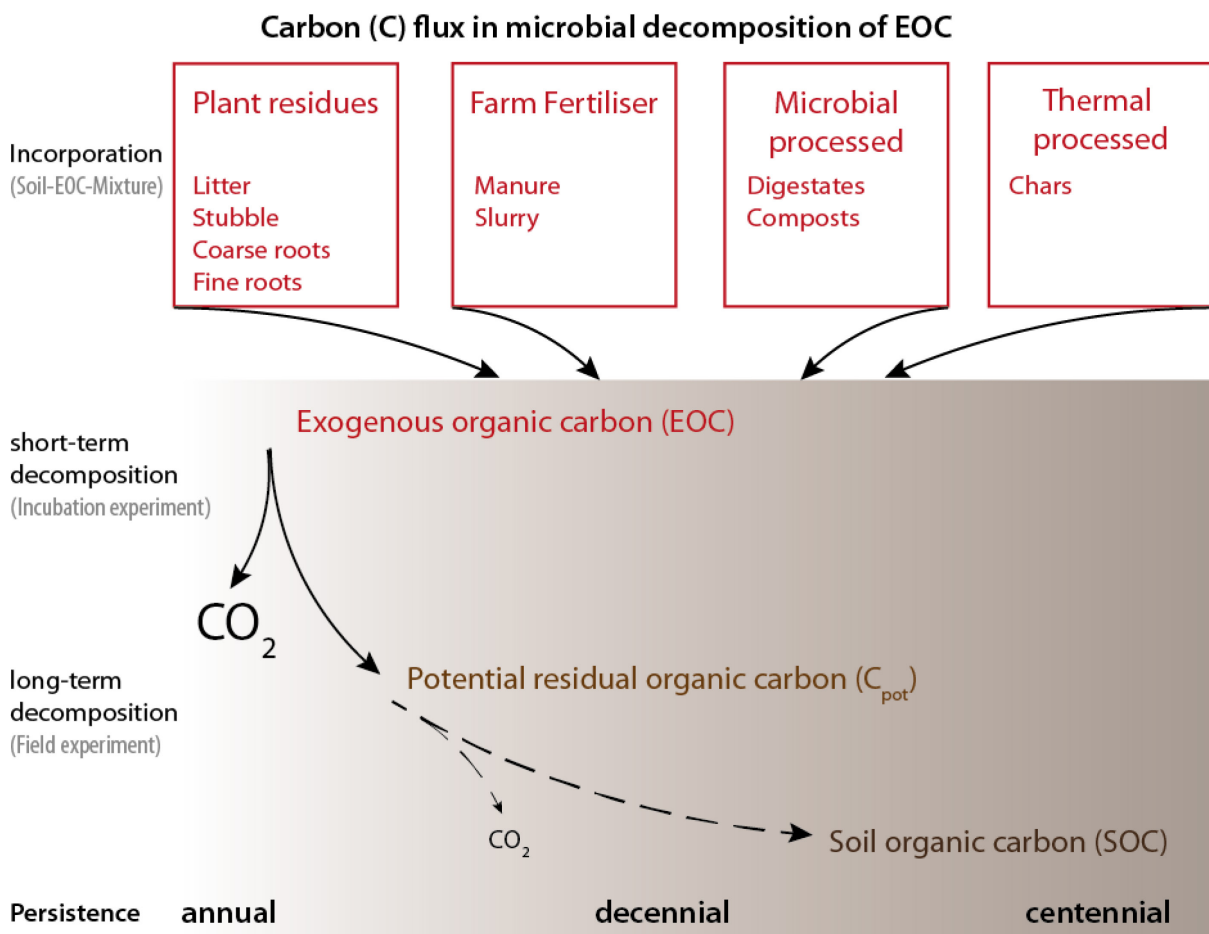 Carbon (C) flux in microbial decomposition of EOC
Incorporation
(Soil-EOC-Mixture)
Plant residues
Litter
Stubble
Coarse roots
Fine roots
Farm Fertiliser
Manure
Slurry
Microbial
processed
Digestates
Composts
Thermal
processed
Chars
short-term
decomposition
(Incubation experiment)
Exogenous organic carbon (EOC)
CO2
long-term
decomposition
(Field experiment)
Potential residual organic carbon (Cpot)
CO2
Soil organic carbon (SOC)
Persistence annual decennial centennial